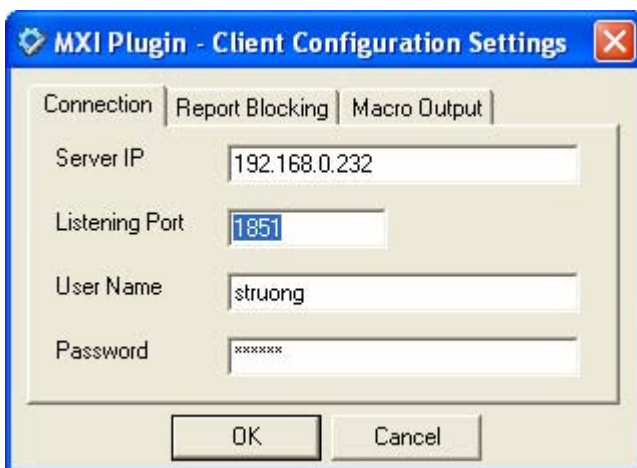 MXI Plugin - Client Configuration Settings
Connection Report Blocking Macro Output
Server IP 192.168.0.232
Listening Port 1851
User Name struong
Password ******
OK Cancel